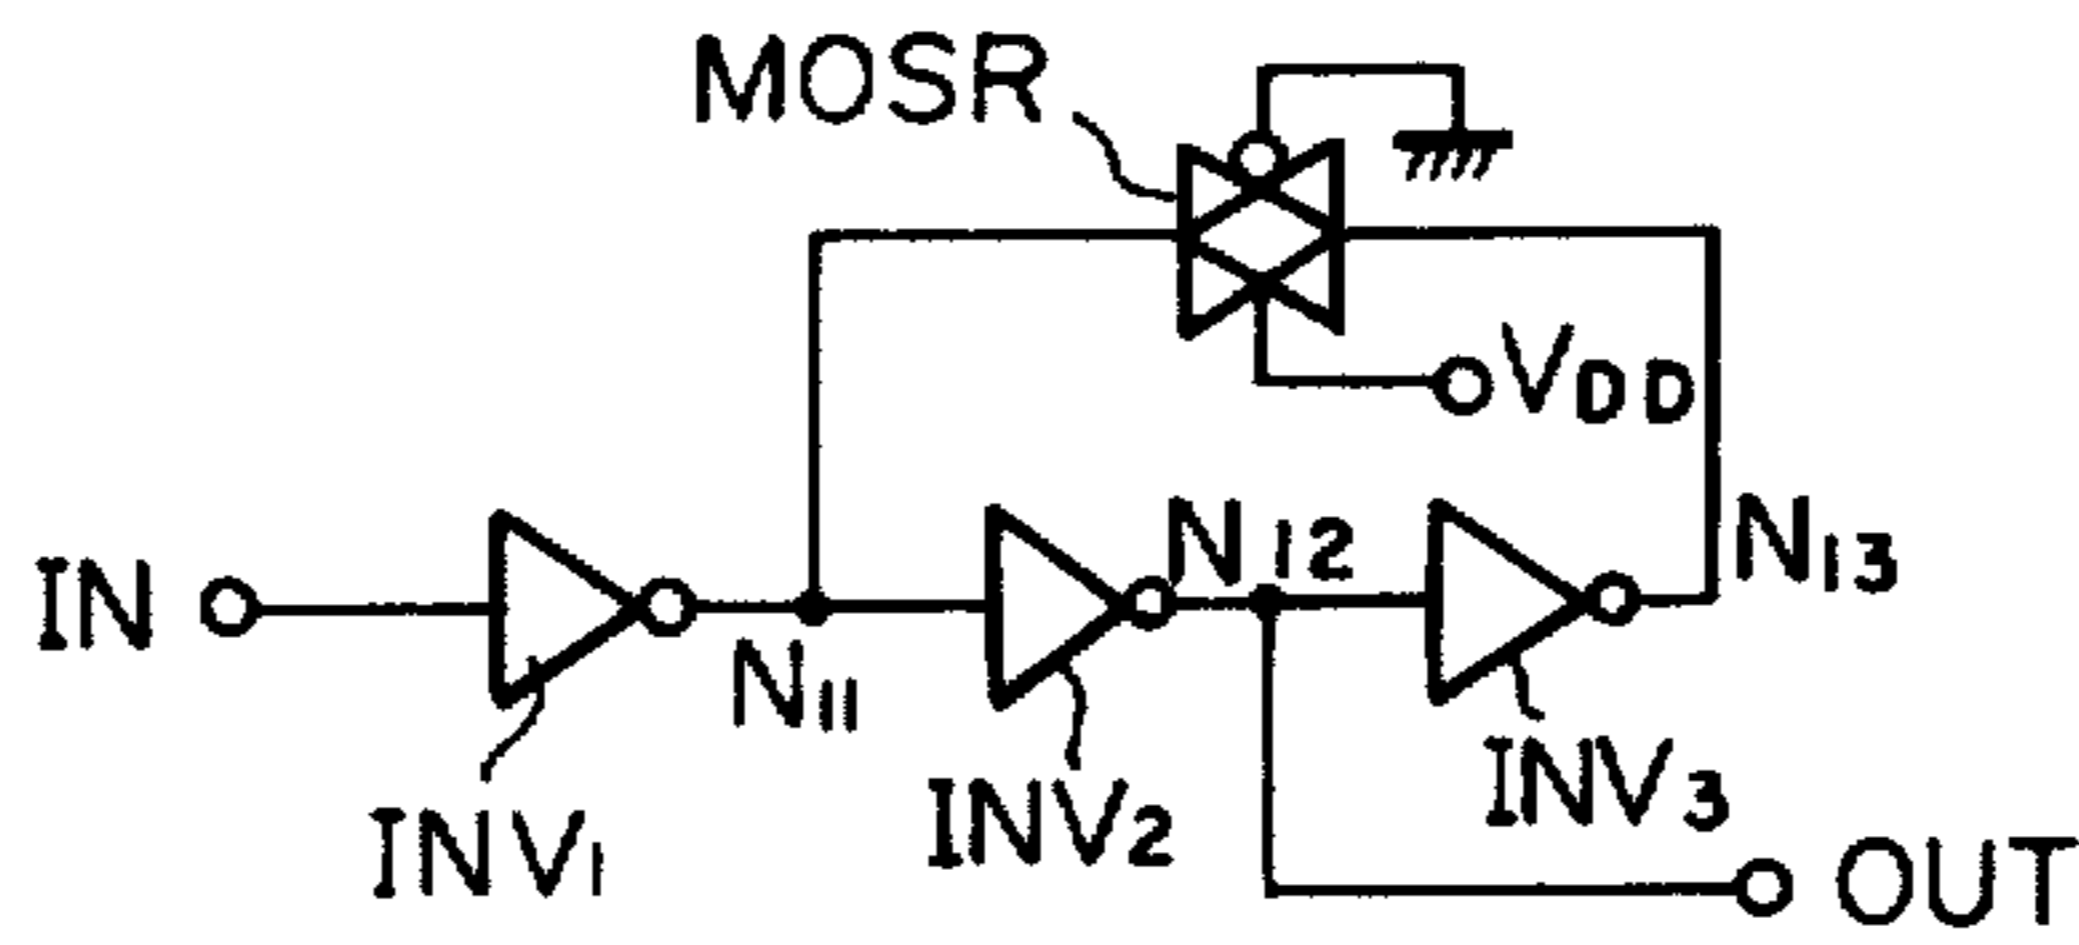 MOSR
VDD
IN
N11
N12
N13
INV1
INV2
INV3
OUT